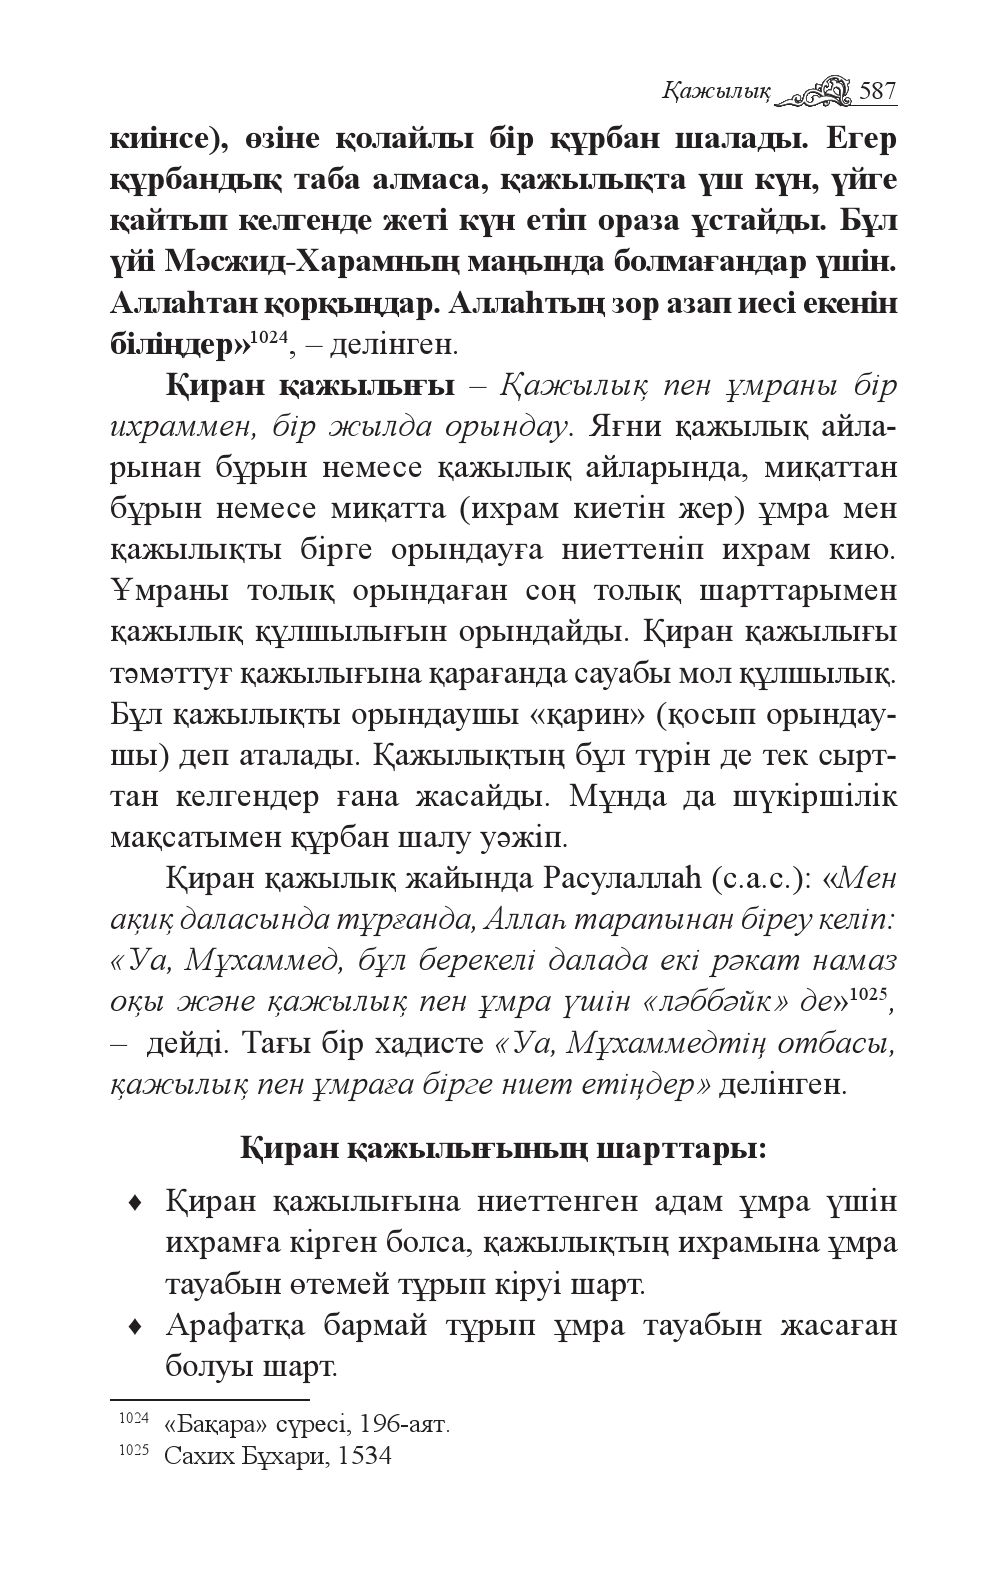 Қажылық 587
киінсе), өзіне қолайлы бір құрбан шалады. Егер
құрбандық таба алмаса, қажылықта үш күн, үйге
қайтып келгенде жеті күн етіп ораза ұстайды. Бұл
үйі Мәсжид-Харамның маңында болмағандар үшін.
Аллаһтан қорқыңдар. Аллаһтың зор азап иесі екенін
біліңдер»1024, – делінген.
Қиран қажылығы – Қажылық пен ұмраны бір
ихраммен, бір жылда орындау. Яғни қажылық айла-
рынан бұрын немесе қажылық айларында, миқаттан
бұрын немесе миқатта (ихрам киетін жер) ұмра мен
қажылықты бірге орындауға ниеттеніп ихрам кию.
Ұмраны толық орындаған соң толық шарттарымен
қажылық құлшылығын орындайды. Қиран қажылығы
тәмәттуғ қажылығына қарағанда сауабы мол құлшылық.
Бұл қажылықты орындаушы «қарин» (қосып орындау-
шы) деп аталады. Қажылықтың бұл түрін де тек сырт-
тан келгендер ғана жасайды. Мұнда да шүкіршілік
мақсатымен құрбан шалу уәжіп.
Қиран қажылық жайында Расулаллаһ (с.а.с.): «Мен
ақиқ даласында тұрғанда, Аллаһ тарапынан біреу келіп:
«Уа, Мұхаммед, бұл берекелі далада екі рәкат намаз
оқы және қажылық пен ұмра үшін «ләббәйк» де»1025,
– дейді. Тағы бір хадисте «Уа, Мұхаммедтің отбасы,
қажылық пен ұмраға бірге ниет етіңдер» делінген.
Қиран қажылығының шарттары:
♦ Қиран қажылығына ниеттенген адам ұмра үшін
ихрамға кірген болса, қажылықтың ихрамына ұмра
тауабын өтемей тұрып кіруі шарт.
♦ Арафатқа бармай тұрып ұмра тауабын жасаған
болуы шарт.
1024 «Бақара» сүресі, 196-аят.
1025 Сахих Бұхари, 1534